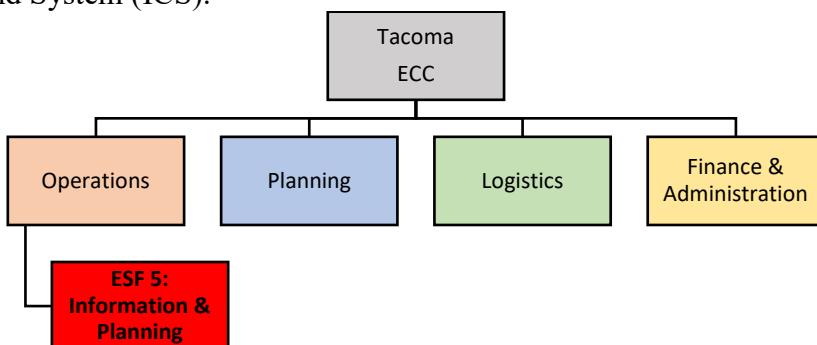 nd System (ICS).
Tacoma
ECC
Operations
Planning
Logistics
Finance &
Administration
ESF 5:
Information &
Planning